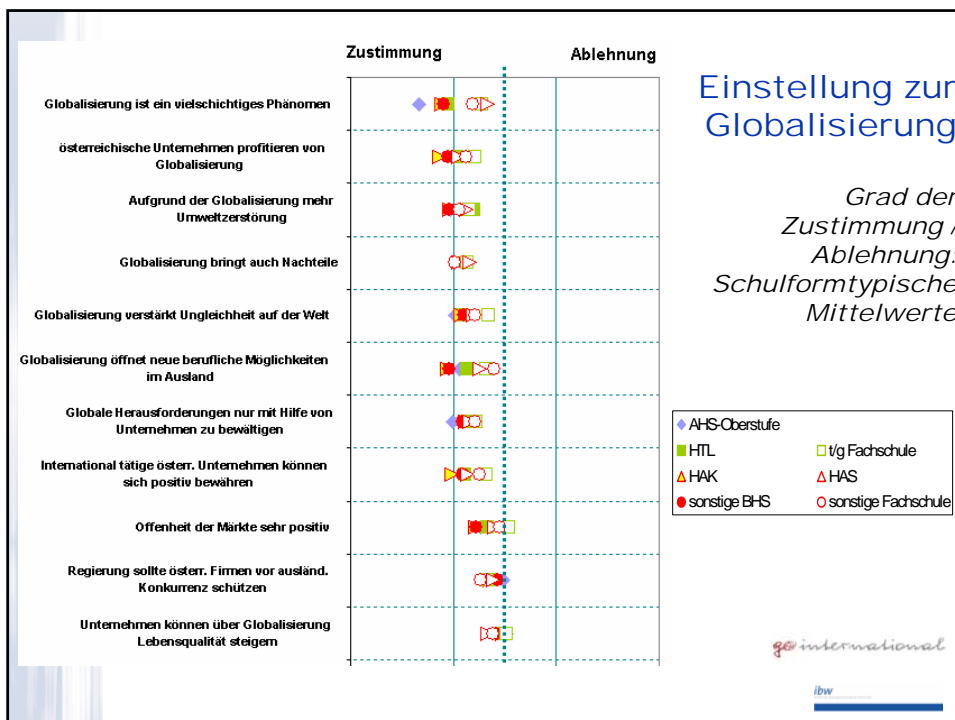 Zustimmung
Ablehnung
Einstellung zur
Globalisierung
Grad der
Zustimmung /
Ablehnung:
Schulformtypische
Mittelwerte
Globalisierung ist ein vielschichtiges Phänomen
österreichische Unternehmen profitieren von
Globalisierung
Aufgrund der Globalisierung mehr
Umweltzerstörung
Globalisierung bringt auch Nachteile
Globalisierung verstärkt Ungleichheit auf der Welt
Globalisierung öffnet neue berufliche Möglichkeiten
im Ausland
Globale Herausforderungen nur mit Hilfe von
Unternehmen zu bewältigen
International tätige österr. Unternehmen können
sich positiv bewähren
Offenheit der Märkte sehr positiv
Regierung sollte österr. Firmen vor ausländ.
Konkurrenz schützen
Unternehmen können über Globalisierung
Lebensqualität steigern
AHS-Oberstufe
HTL
t/g Fachschule
HAK
HAS
sonstige BHS
sonstige Fachschule
go international
ibw